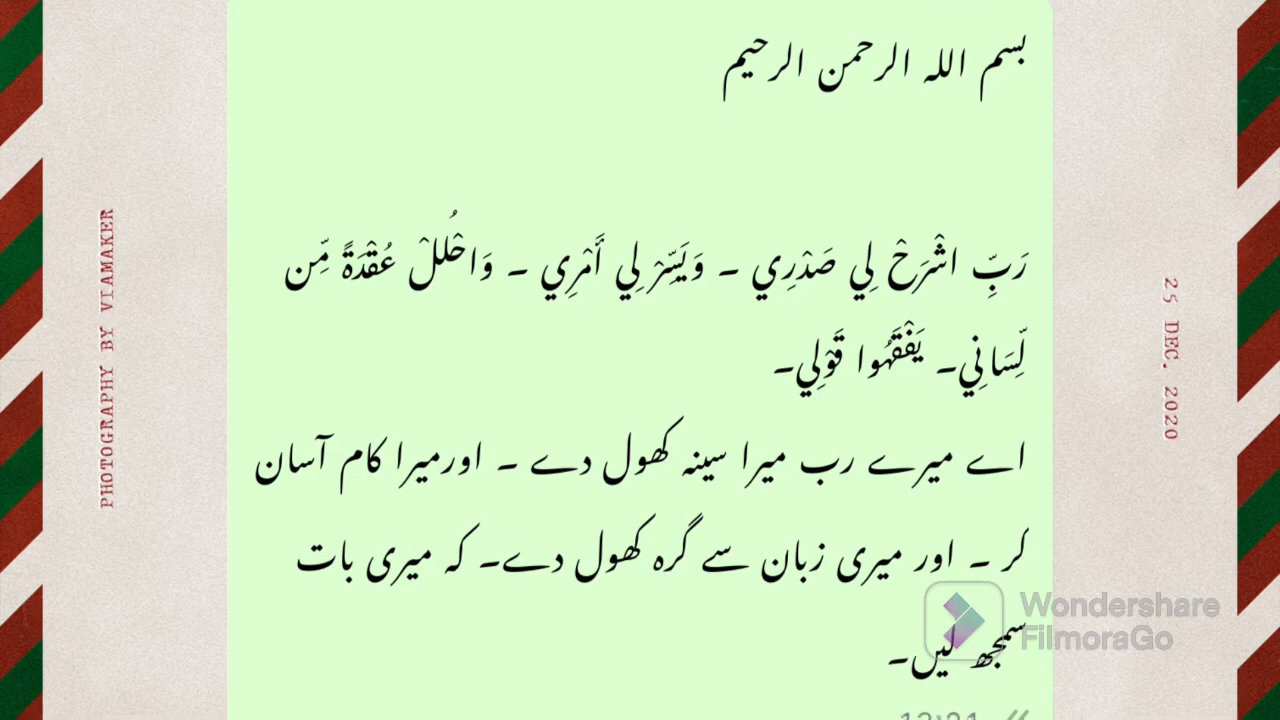 بسم اللہ الرحمن الرحیم
رَبِّ اشْرَحْ لِي صَدْرِي ۔ وَيَسِّرْ لِي أَمْرِي ۔ وَاحْلُلْ عُقْدَةً مِّن
لِّسَانِي۔ يَفْقَهُوا قَوْلِي۔
اے میرے رب میرا سینہ کھول دے ۔ اورمیرا کام آسان
کر ۔ اور میری زبان سے گرہ کھول دے۔ کہ میری بات
سمجھ لیں۔
PHOTOGRAPHY BY VIAMAKER
25 DEC. 2020
Wondershare
FilmoraGo